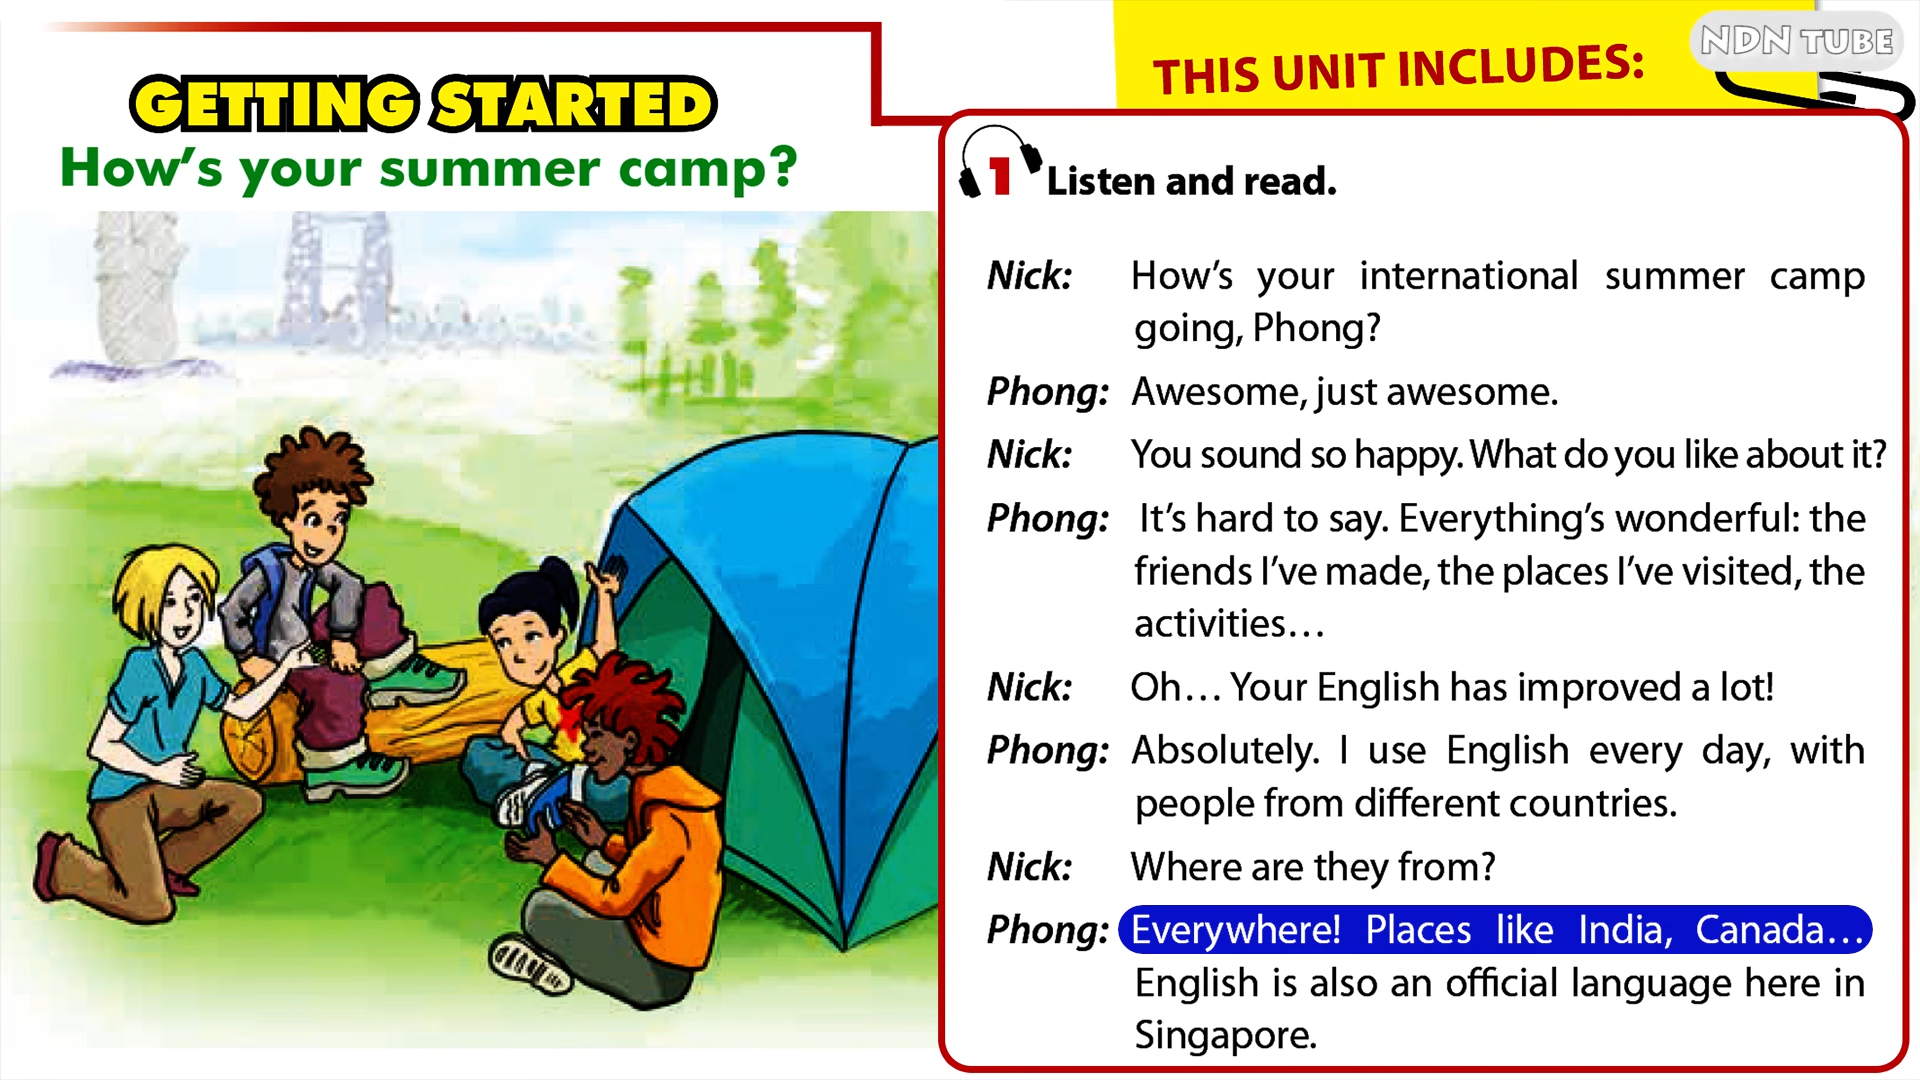 NDN TUBE
THIS UNIT INCLUDES:
GETTING STARTED
How's your summer camp?
1 Listen and read.
Nick: How's your international summer camp
going, Phong?
Phong: Awesome, just awesome.
Nick: You sound so happy. What do you like about it?
Phong: It's hard to say. Everything's wonderful: the
friends I've made, the places I've visited, the
activities…
Nick: Oh… Your English has improved a lot!
Phong: Absolutely. I use English every day, with
people from different countries.
Nick: Where are they from?
Phong: Everywhere! Places like India, Canada…
English is also an official language here in
Singapore.